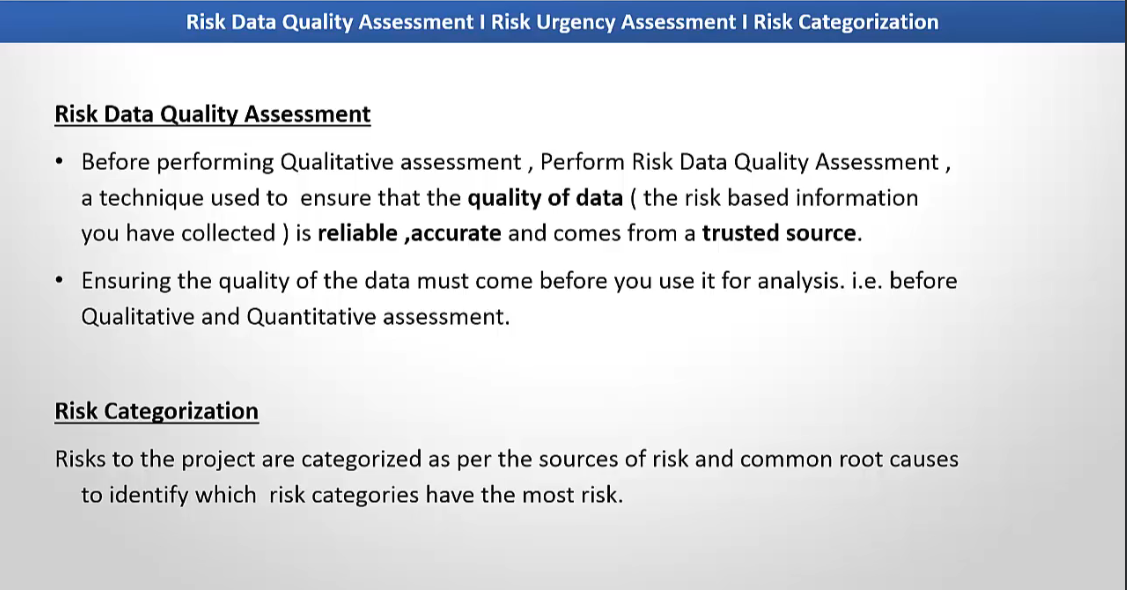 Risk Data Quality Assessment I Risk Urgency Assessment I Risk Categorization
Risk Data Quality Assessment
• Before performing Qualitative assessment , Perform Risk Data Quality Assessment ,
a technique used to  ensure that the quality of data ( the risk based information
you have collected ) is reliable ,accurate and comes from a trusted source.
• Ensuring the quality of the data must come before you use it for analysis. i.e. before
Qualitative and Quantitative assessment.
Risk Categorization
Risks to the project are categorized as per the sources of risk and common root causes
to identify which  risk categories have the most risk.